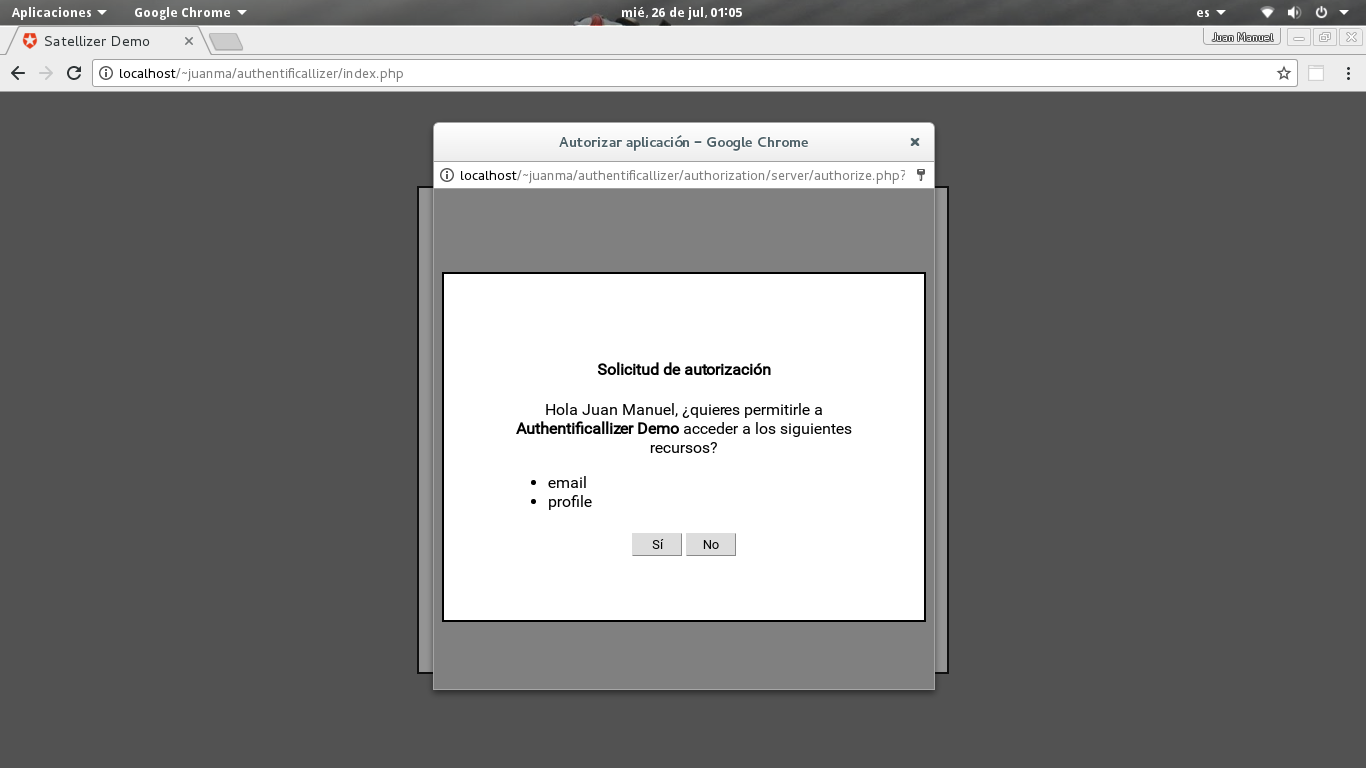 Aplicaciones Google Chrome mié, 26 de jul, 01:05 es
Satellizer Demo Juan Manuel
localhost/~juanma/authentificallizer/index.php
Autorizar aplicación – Google Chrome
localhost/~juanma/authentificallizer/authorization/server/authorize.php?
Solicitud de autorización
Hola Juan Manuel, ¿quieres permitirle a
Authentificallizer Demo acceder a los siguientes
recursos?
• email
• profile
Sí No